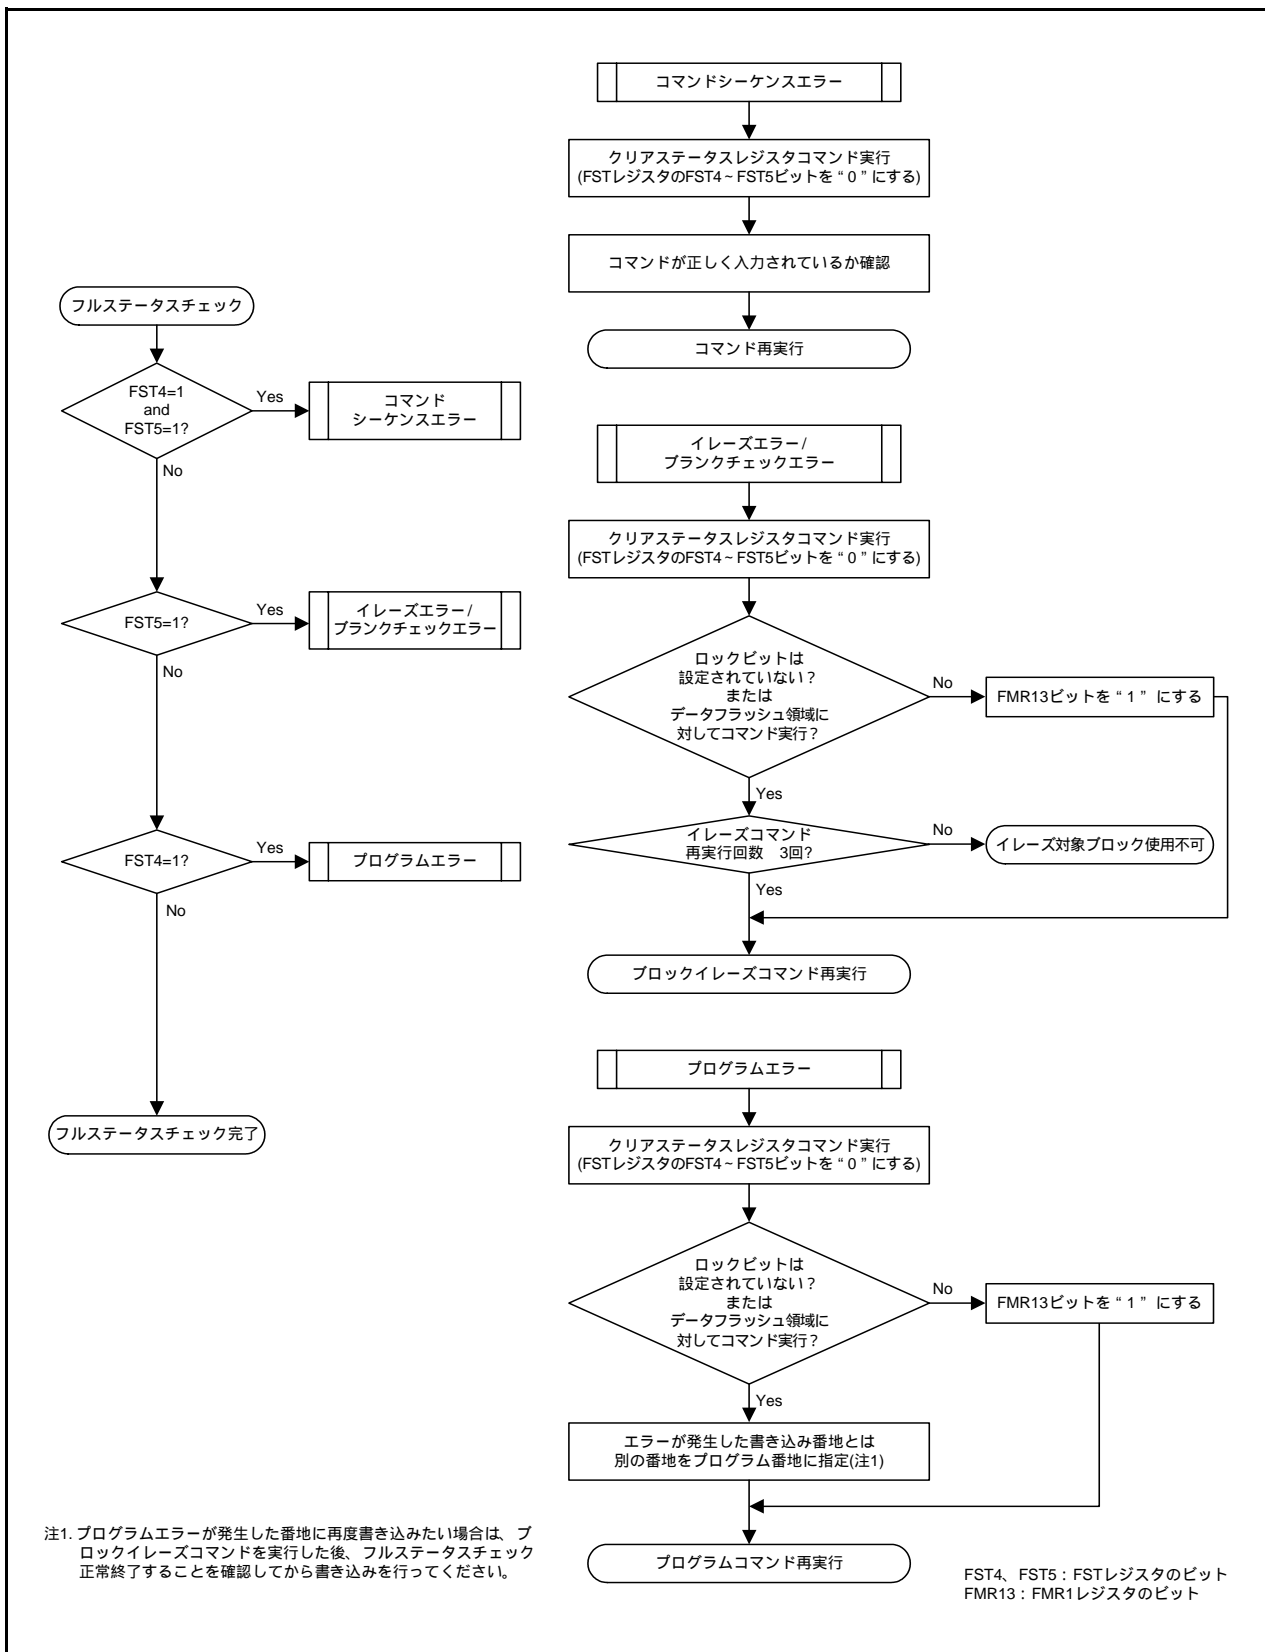 フルステータスチェック
FST4=1
and
FST5=1?
Yes
コマンド
シーケンスエラー
No
FST5=1?
Yes
イレーズエラー/
ブランクチェックエラー
No
FST4=1?
Yes
プログラムエラー
No
フルステータスチェック完了
コマンドシーケンスエラー
クリアステータスレジスタコマンド実行
(FSTレジスタのFST4~FST5ビットを“0”にする)
コマンドが正しく入力されているか確認
コマンド再実行
イレーズエラー/
ブランクチェックエラー
クリアステータスレジスタコマンド実行
(FSTレジスタのFST4~FST5ビットを“0”にする)
ロックビットは
設定されていない?
または
データフラッシュ領域に
対してコマンド実行?
No
FMR13ビットを“1” にする
Yes
イレーズコマンド
再実行回数 3回?
No
イレーズ対象ブロック使用不可
Yes
ブロックイレーズコマンド再実行
プログラムエラー
クリアステータスレジスタコマンド実行
(FSTレジスタのFST4~FST5ビットを“0”にする)
ロックビットは
設定されていない?
または
データフラッシュ領域に
対してコマンド実行?
No
FMR13ビットを“1” にする
Yes
エラーが発生した書き込み番地とは
別の番地をプログラム番地に指定(注1)
プログラムコマンド再実行
注1. プログラムエラーが発生した番地に再度書き込みたい場合は、ブ
ロックイレーズコマンドを実行した後、フルステータスチェック
正常終了することを確認してから書き込みを行ってください。
FST4、FST5:FSTレジスタのビット
FMR13:FMR1レジスタのビット